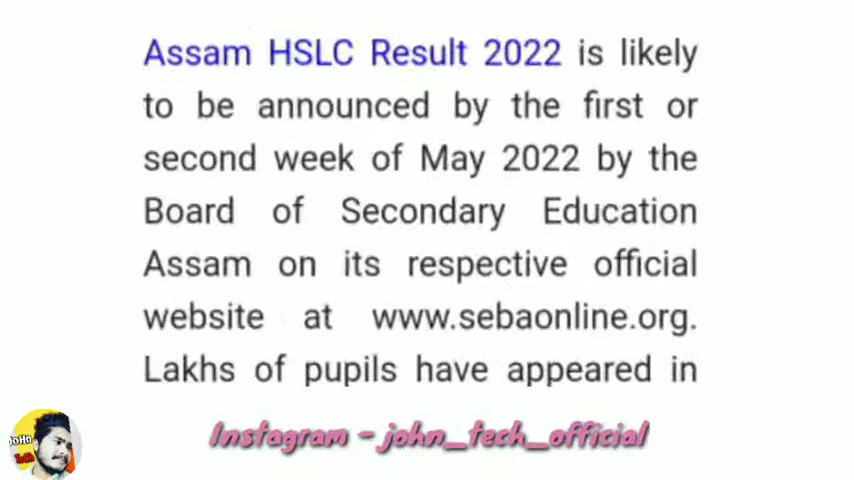 Assam HSLC Result 2022 is likely
to be announced by the first or
second week of May 2022 by the
Board of Secondary Education
Assam on its respective official
website at www.sebaonline.org.
Lakhs of pupils have appeared in
JoHn
TecH
Instagram - john_tech_official